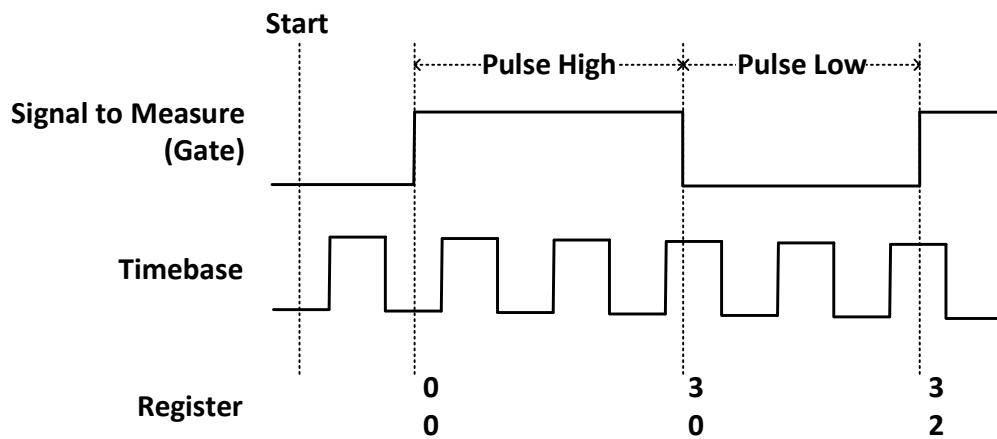 Start
Pulse High
Pulse Low
Signal to Measure
(Gate)
Timebase
Register
0 3 3
0 0 2